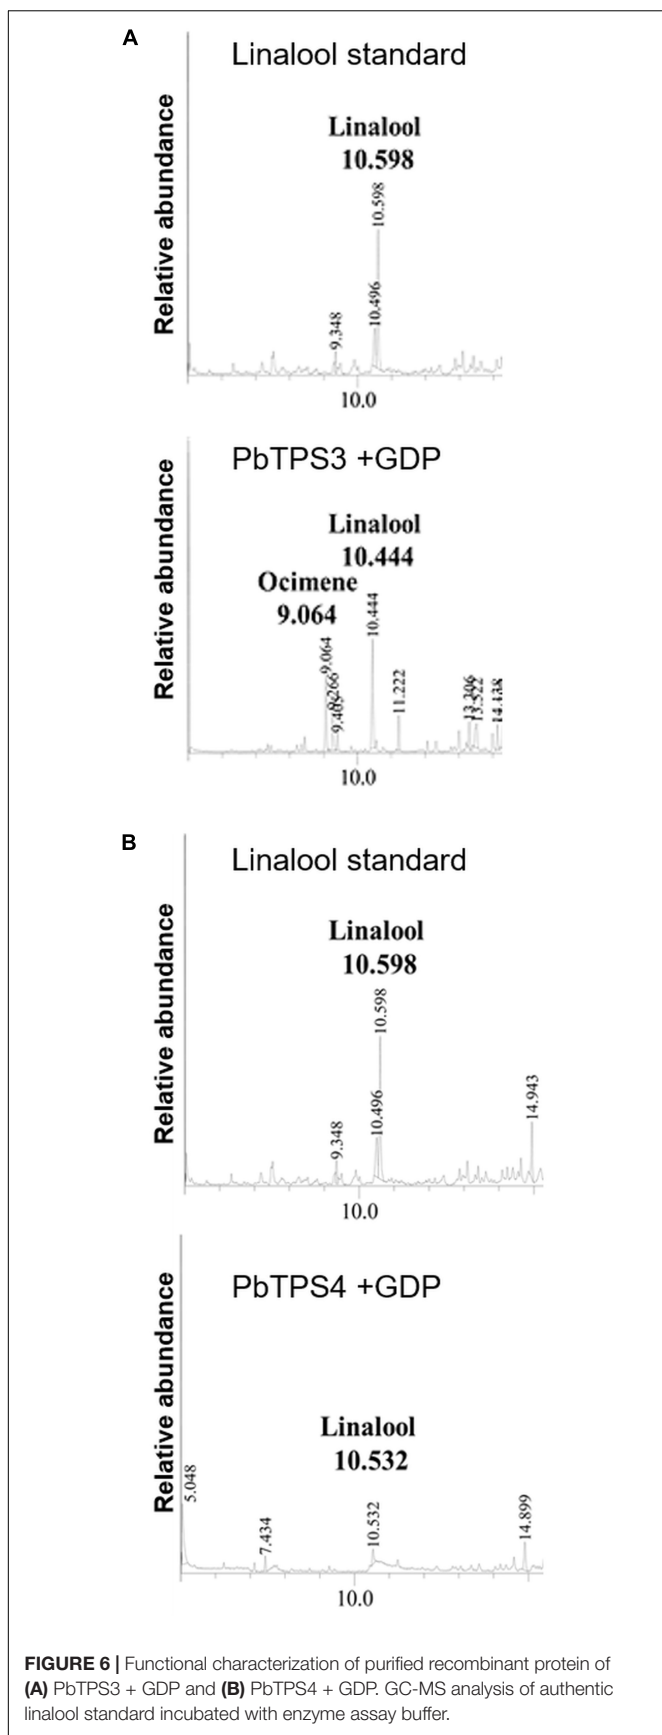 A
Linalool standard
Relative abundance
Linalool
10.598
10.598
10.496
9.348
10.0
PbTPS3 +GDP
Relative abundance
Linalool
10.444
Ocimene
9.064
10.444
9.064
9.266
11.222
13.522
10.0
B
Linalool standard
Relative abundance
Linalool
10.598
10.598
10.496
9.348
14.943
10.0
PbTPS4 +GDP
Relative abundance
Linalool
10.532
5.048
7.434
10.532
14.899
10.0
FIGURE 6 | Functional characterization of purified recombinant protein of
(A) PbTPS3 + GDP and (B) PbTPS4 + GDP. GC-MS analysis of authentic
linalool standard incubated with enzyme assay buffer.